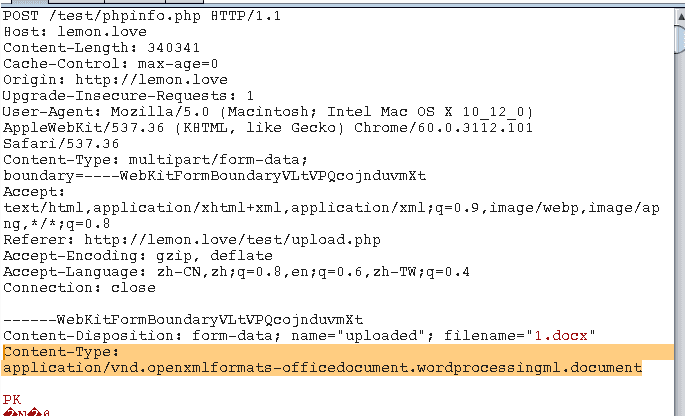 POST /test/phpinfo.php HTTP/1.1
Host: lemon.love
Content-Length: 340341
Cache-Control: max-age=0
Origin: http://lemon.love
Upgrade-Insecure-Requests: 1
User-Agent: Mozilla/5.0 (Macintosh; Intel Mac OS X 10_12_0)
AppleWebKit/537.36 (KHTML, like Gecko) Chrome/60.0.3112.101
Safari/537.36
Content-Type: multipart/form-data;
boundary=----WebKitFormBoundaryVLtVPQcojnduvmXt
Accept:
text/html,application/xhtml+xml,application/xml;q=0.9,image/webp,image/ap
ng,*/*;q=0.8
Referer: http://lemon.love/test/upload.php
Accept-Encoding: gzip, deflate
Accept-Language: zh-CN,zh;q=0.8,en;q=0.6,zh-TW;q=0.4
Connection: close
------WebKitFormBoundaryVLtVPQcojnduvmXt
Content-Disposition: form-data; name="uploaded"; filename="1.docx"
Content-Type:
application/vnd.openxmlformats-officedocument.wordprocessingml.document
PK